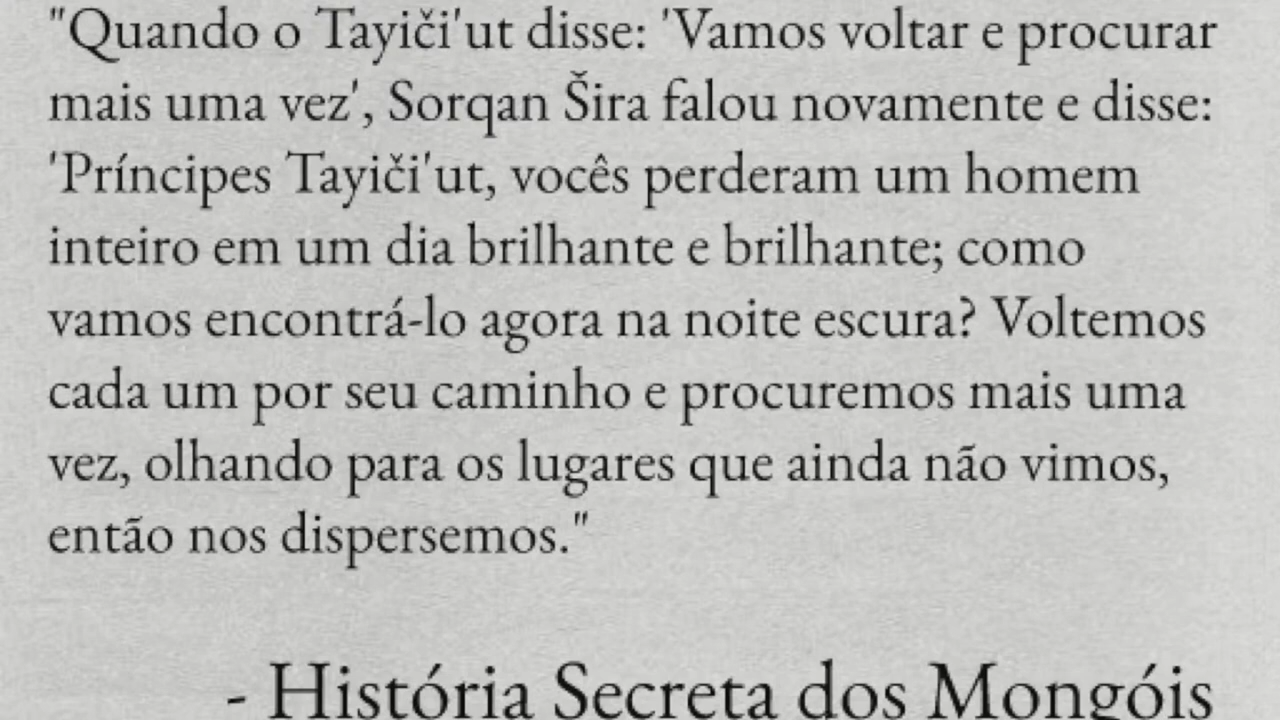 "Quando o Tayiči'ut disse: 'Vamos voltar e procurar
mais uma vez', Sorqan Šira falou novamente e disse:
'Príncipes Tayiči'ut, vocês perderam um homem
inteiro em um dia brilhante e brilhante; como
vamos encontrá-lo agora na noite escura? Voltemos
cada um por seu caminho e procuremos mais uma
vez, olhando para os lugares que ainda não vimos,
então nos dispersemos."
- História Secreta dos Mongóis